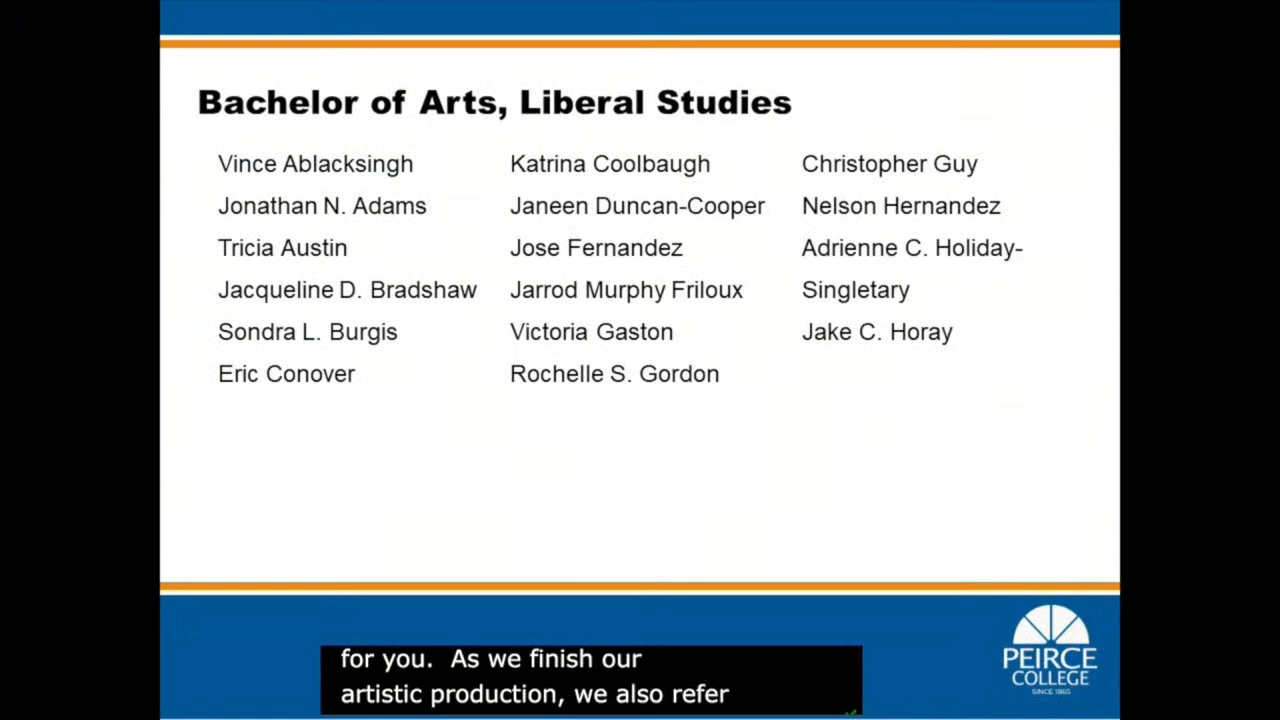 Bachelor of Arts, Liberal Studies
Vince Ablacksingh
Jonathan N. Adams
Tricia Austin
Jacqueline D. Bradshaw
Sondra L. Burgis
Eric Conover
Katrina Coolbaugh
Janeen Duncan-Cooper
Jose Fernandez
Jarrod Murphy Friloux
Victoria Gaston
Rochelle S. Gordon
Christopher Guy
Nelson Hernandez
Adrienne C. Holiday-
Singletary
Jake C. Horay
PEIRCE
COLLEGE
SINCE 1865
for you.  As we finish our
artistic production, we also refer